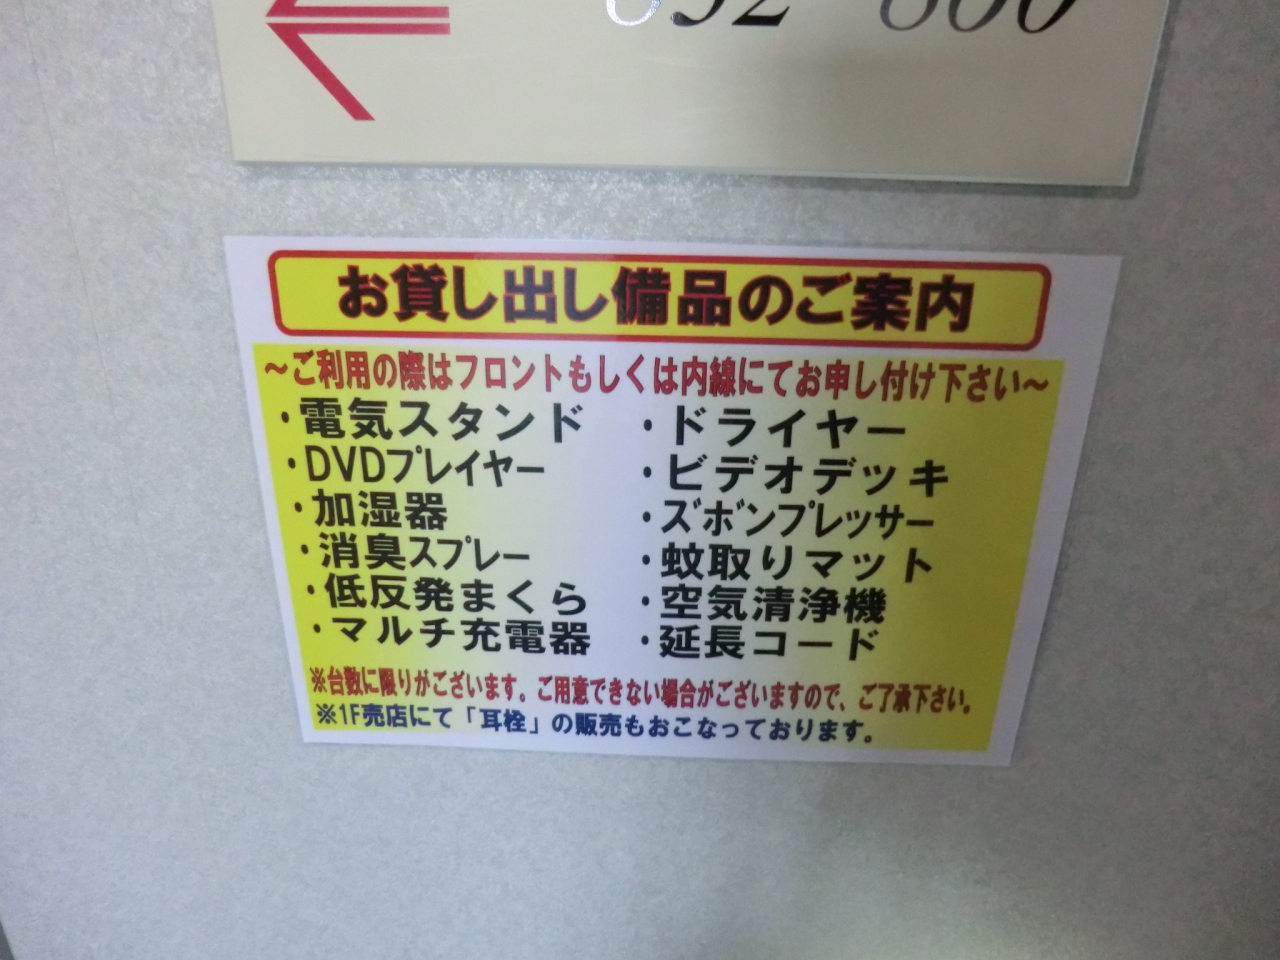 お貸し出し備品のご案内
～ご利用の際はフロントもしくは内線にてお申し付け下さい～
・電気スタンド ・ドライヤー
・DVDプレイヤー ・ビデオデッキ
・加湿器 ・ズボンプレッサー
・消臭スプレー ・蚊取りマット
・低反発まくら ・空気清浄機
・マルチ充電器 ・延長コード
※台数に限りがございます。ご用意できない場合がございますので、ご了承下さい。
※1F売店にて「耳栓」の販売もおこなっております。